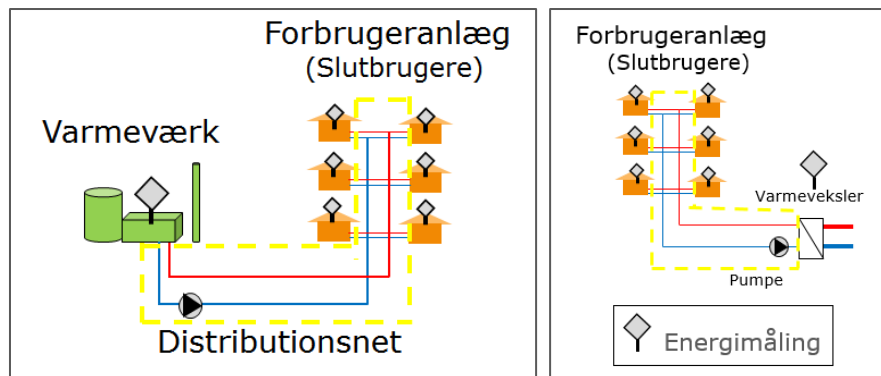 Forbrugeranlæg
(Slutbrugere)
Varmeværk
Distributionsnet
Forbrugeranlæg
(Slutbrugere)
Varmeveksler
Pumpe
Energimåling